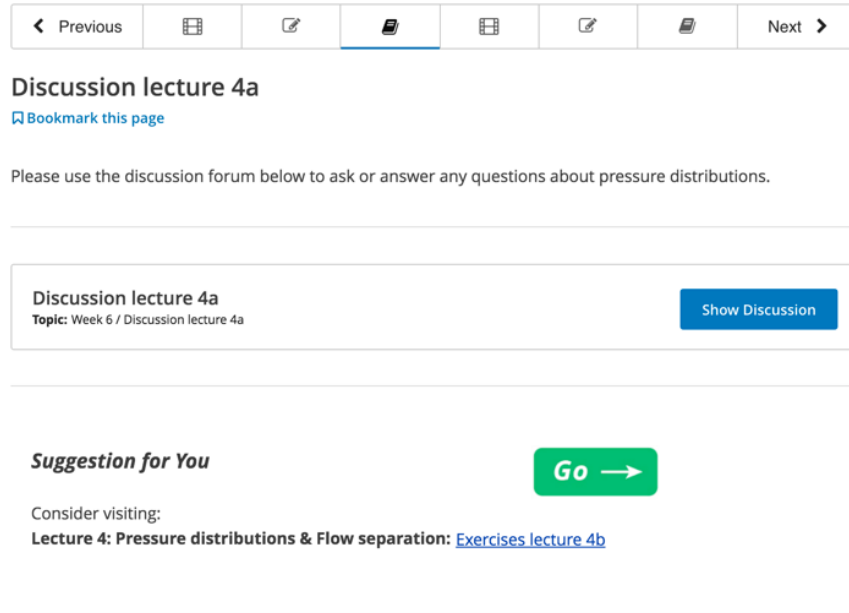 Previous
Next
Discussion lecture 4a
Bookmark this page
Please use the discussion forum below to ask or answer any questions about pressure distributions.
Discussion lecture 4a
Topic: Week 6 / Discussion lecture 4a
Show Discussion
Suggestion for You
Go
Consider visiting:
Lecture 4: Pressure distributions & Flow separation: Exercises lecture 4b